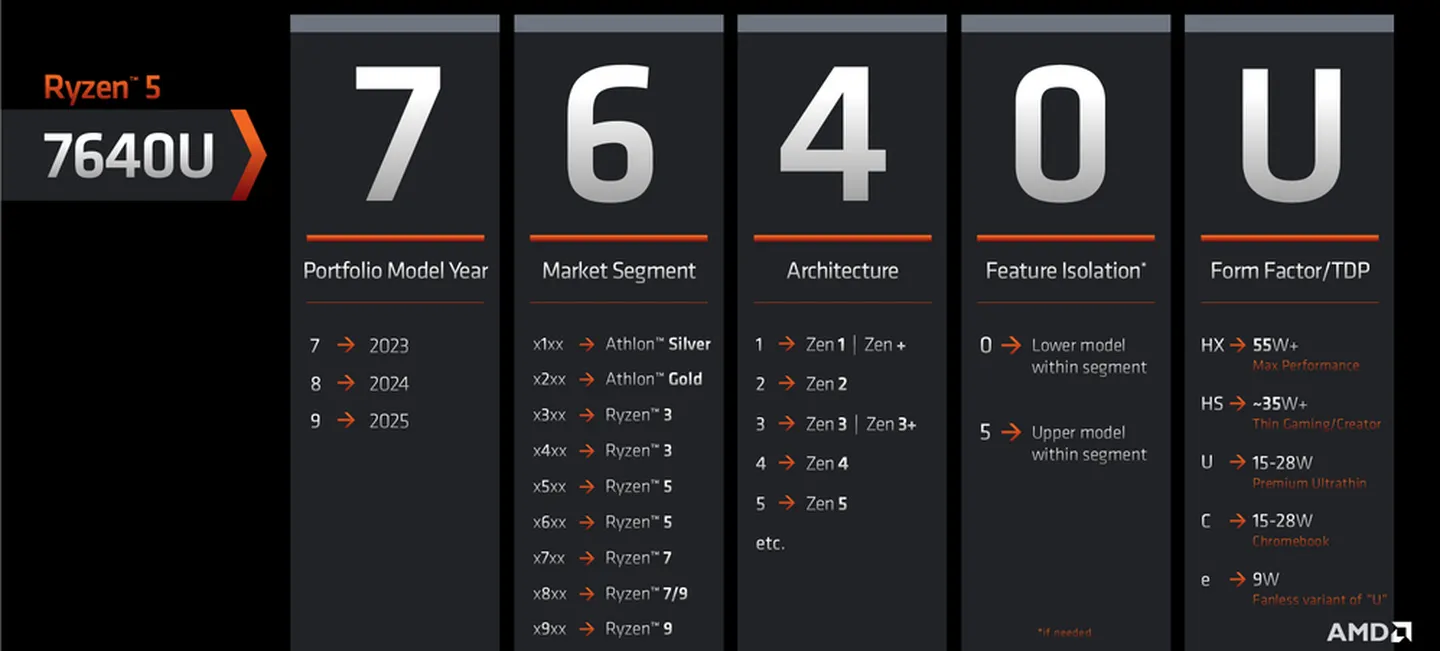 Ryzen™ 5
7640U
7
Portfolio Model Year
7 → 2023
8 → 2024
9 → 2025
6
Market Segment
x1xx → Athlon™ Silver
x2xx → Athlon™ Gold
x3xx → Ryzen™ 3
x4xx → Ryzen™ 3
x5xx → Ryzen™ 5
x6xx → Ryzen™ 5
x7xx → Ryzen™ 7
x8xx → Ryzen™ 7/9
x9xx → Ryzen™ 9
4
Architecture
1 → Zen 1 | Zen +
2 → Zen 2
3 → Zen 3 | Zen 3+
4 → Zen 4
5 → Zen 5
etc.
0
Feature Isolation*
0 → Lower model
within segment
5 → Upper model
within segment
*if needed
U
Form Factor/TDP
HX → 55W+
Max Performance
HS → ~35W+
Thin Gaming/Creator
U → 15-28W
Premium Ultrathin
C → 15-28W
Chromebook
e → 9W
Fanless variant of "U"
AMD